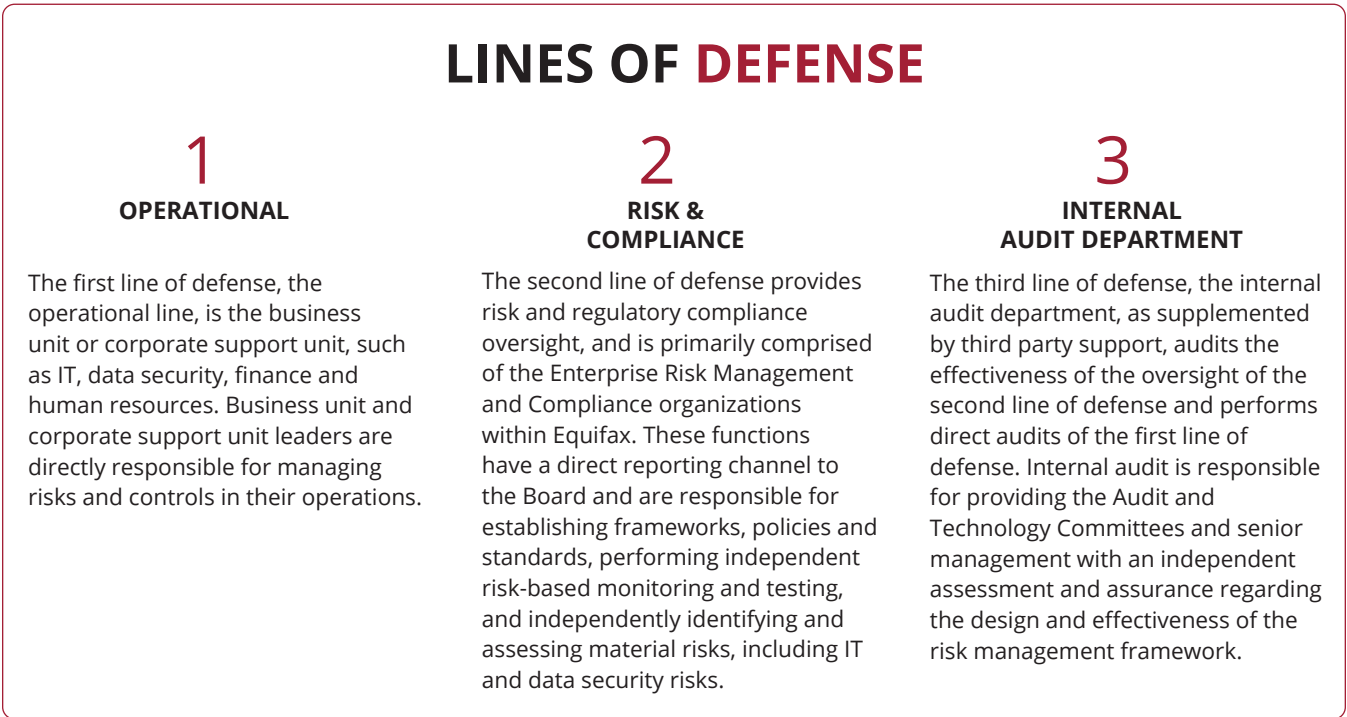 LINES OF DEFENSE
1
OPERATIONAL
The first line of defense, the
operational line, is the business
unit or corporate support unit, such
as IT, data security, finance and
human resources. Business unit and
corporate support unit leaders are
directly responsible for managing
risks and controls in their operations.
2
RISK &
COMPLIANCE
The second line of defense provides
risk and regulatory compliance
oversight, and is primarily comprised
of the Enterprise Risk Management
and Compliance organizations
within Equifax. These functions
have a direct reporting channel to
the Board and are responsible for
establishing frameworks, policies and
standards, performing independent
risk-based monitoring and testing,
and independently identifying and
assessing material risks, including IT
and data security risks.
3
INTERNAL
AUDIT DEPARTMENT
The third line of defense, the internal
audit department, as supplemented
by third party support, audits the
effectiveness of the oversight of the
second line of defense and performs
direct audits of the first line of
defense. Internal audit is responsible
for providing the Audit and
Technology Committees and senior
management with an independent
assessment and assurance regarding
the design and effectiveness of the
risk management framework.